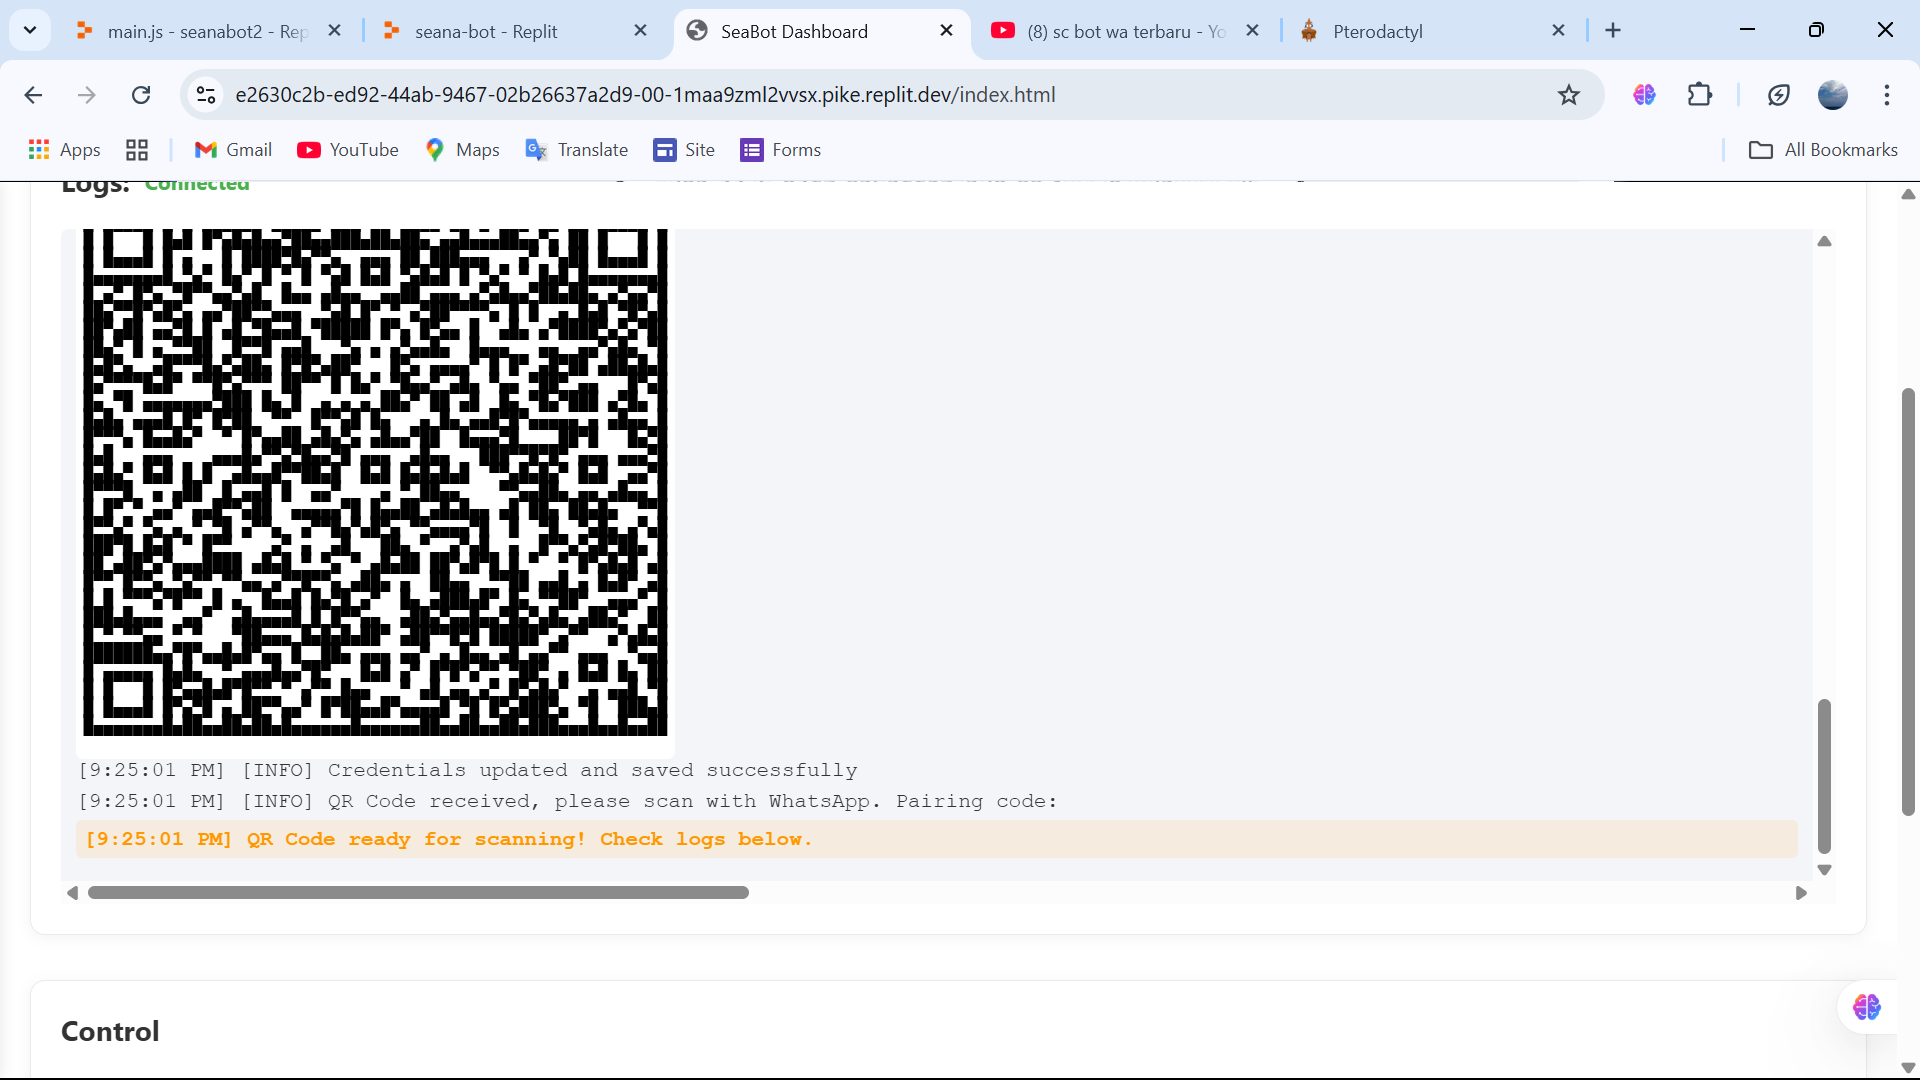 main.js - seanabot2 - Rep
seana-bot - Replit
SeaBot Dashboard
(8) sc bot wa terbaru - Yo
Pterodactyl
e2630c2b-ed92-44ab-9467-02b26637a2d9-00-1maa9zml2vvsx.pike.replit.dev/index.html
Apps
Gmail
YouTube
Maps
Translate
Site
Forms
All Bookmarks
Logs: Connected
[9:25:01 PM] [INFO] Credentials updated and saved successfully
[9:25:01 PM] [INFO] QR Code received, please scan with WhatsApp. Pairing code:
[9:25:01 PM] QR Code ready for scanning! Check logs below.
Control